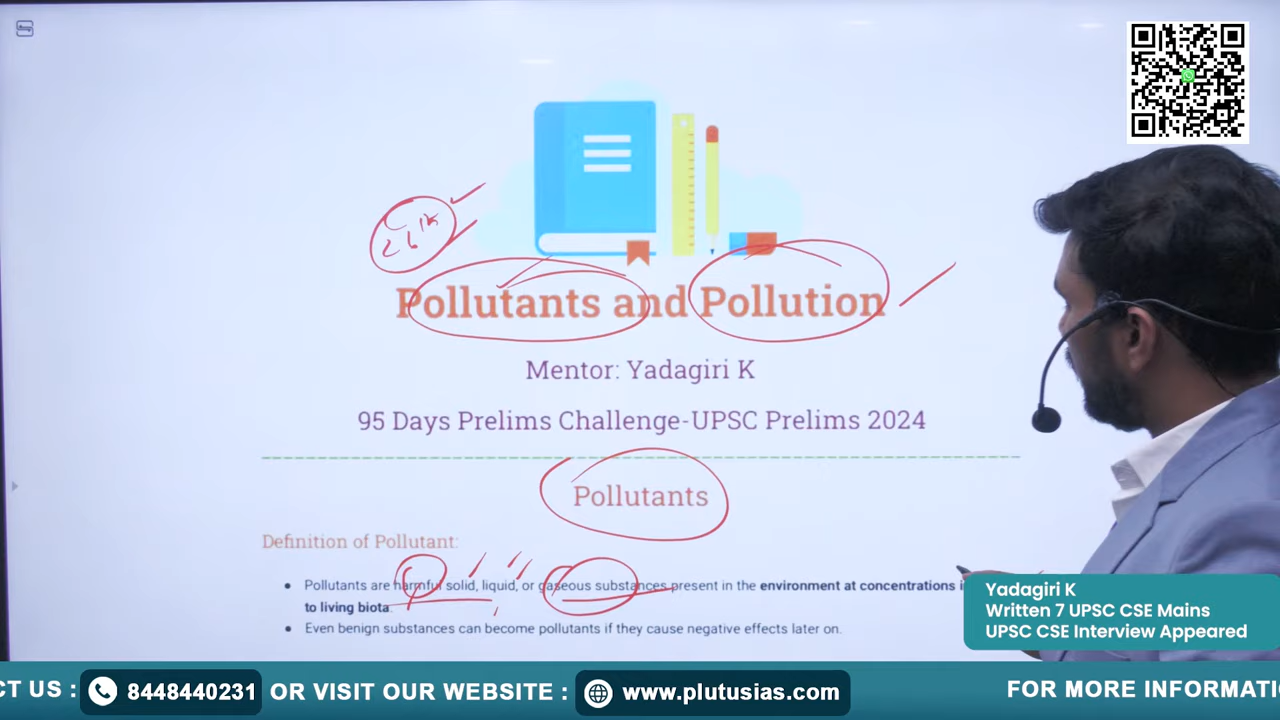 Pollutants and Pollution
Mentor: Yadagiri K
95 Days Prelims Challenge-UPSC Prelims 2024
Pollutants
Definition of Pollutant:
Pollutants are harmful solid, liquid, or gaseous substances present in the environment at concentrations
to living biota.
Even benign substances can become pollutants if they cause negative effects later on.
Yadagiri K
Written 7 UPSC CSE Mains
UPSC CSE Interview Appeared
CT US : 8448440231 OR VISIT OUR WEBSITE : www.plutusias.com FOR MORE INFORMATI